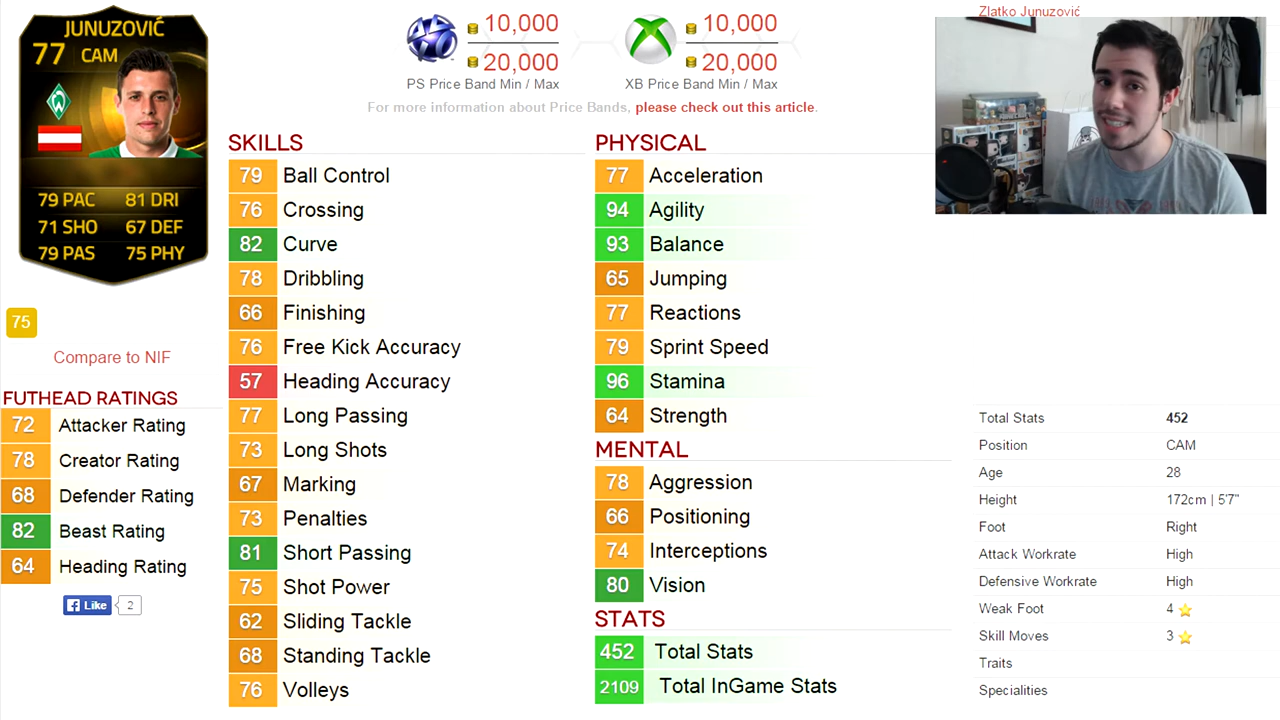 JUNUZOVIĆ
77 CAM
79 PAC 81 DRI
71 SHO 67 DEF
79 PAS 75 PHY
75
Compare to NIF
FUTHEAD RATINGS
72 Attacker Rating
78 Creator Rating
68 Defender Rating
82 Beast Rating
64 Heading Rating
Like 2
10,000
20,000
PS Price Band Min / Max
10,000
20,000
XB Price Band Min / Max
For more information about Price Bands, please check out this article.
SKILLS
79 Ball Control
76 Crossing
82 Curve
78 Dribbling
66 Finishing
76 Free Kick Accuracy
57 Heading Accuracy
77 Long Passing
73 Long Shots
67 Marking
73 Penalties
81 Short Passing
75 Shot Power
62 Sliding Tackle
68 Standing Tackle
76 Volleys
PHYSICAL
77 Acceleration
94 Agility
93 Balance
65 Jumping
77 Reactions
79 Sprint Speed
96 Stamina
64 Strength
MENTAL
78 Aggression
66 Positioning
74 Interceptions
80 Vision
STATS
452 Total Stats
2109 Total InGame Stats
Zlatko Junuzović
Total Stats 452
Position CAM
Age 28
Height 172cm | 5'7"
Foot Right
Attack Workrate High
Defensive Workrate High
Weak Foot 4
Skill Moves 3
Traits
Specialities